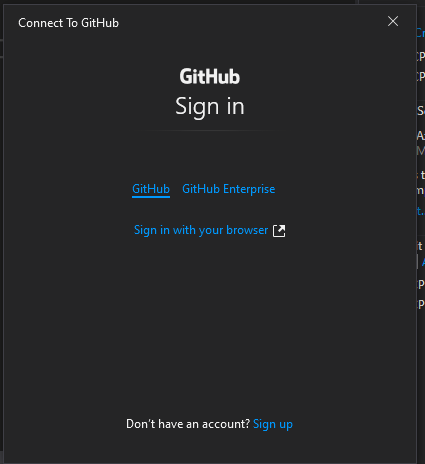 Connect To GitHub
GitHub
Sign in
GitHub GitHub Enterprise
Sign in with your browser
Don't have an account? Sign up